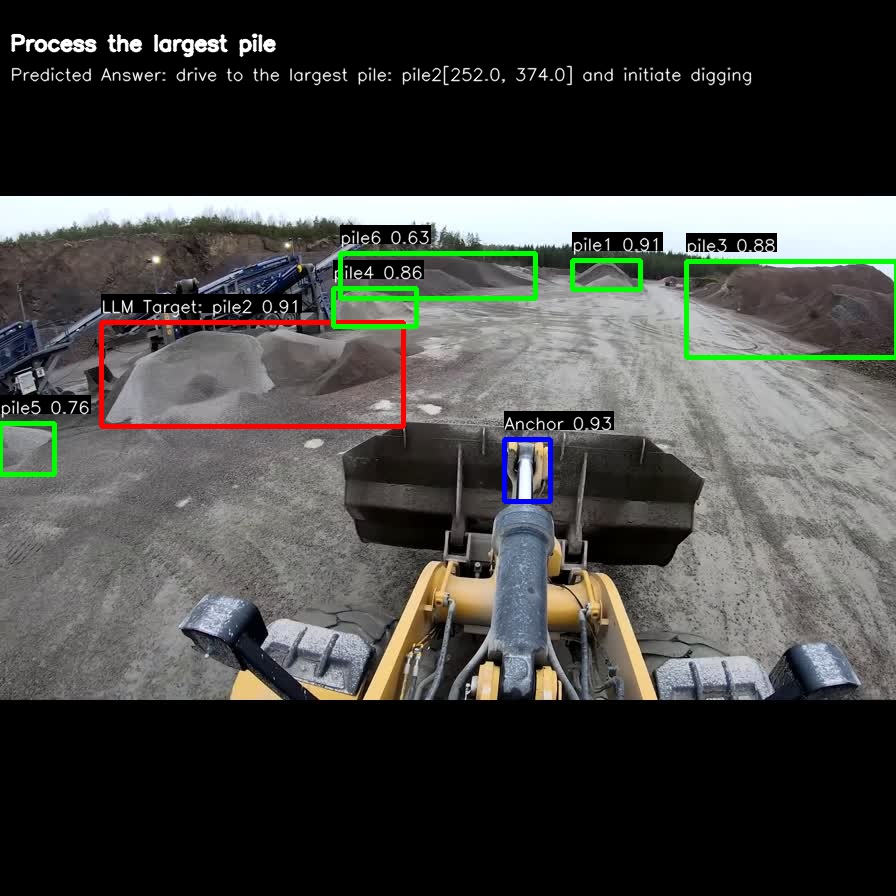 Process the largest pile
Predicted Answer: drive to the largest pile: pile2[252.0, 374.0] and initiate digging
pile6 0.63
pile1 0.91
pile3 0.88
pile4 0.86
LLM Target: pile2 0.91
pile5 0.76
Anchor 0.93